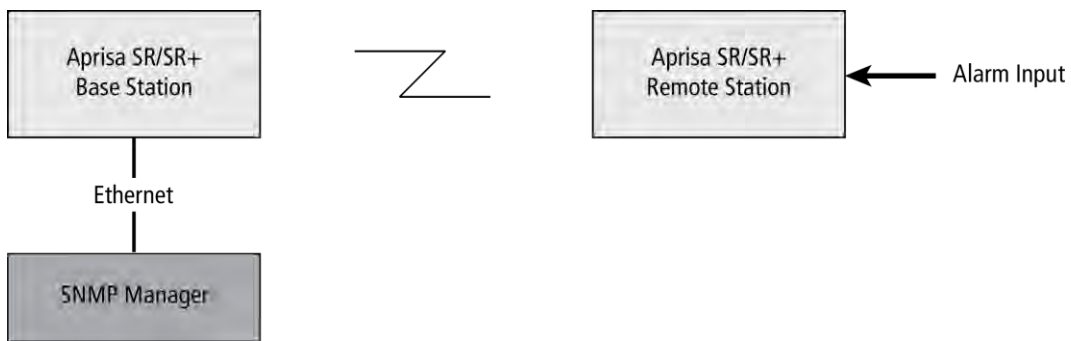 Aprisa SR/SR+
Base Station
Aprisa SR/SR+
Remote Station
Alarm Input
Ethernet
SNMP Manager